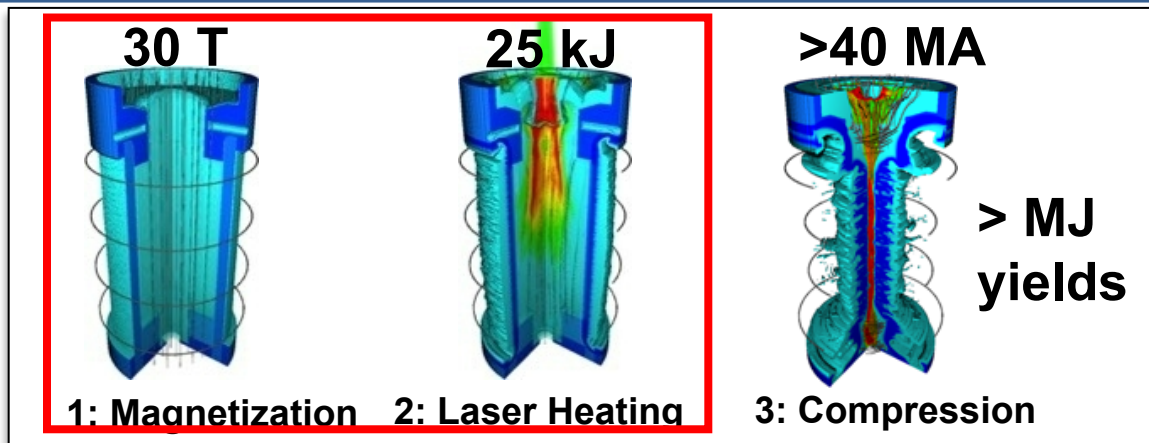 30 T
25 kJ
>40 MA
> MJ
yields
1: Magnetization
2: Laser Heating
3: Compression